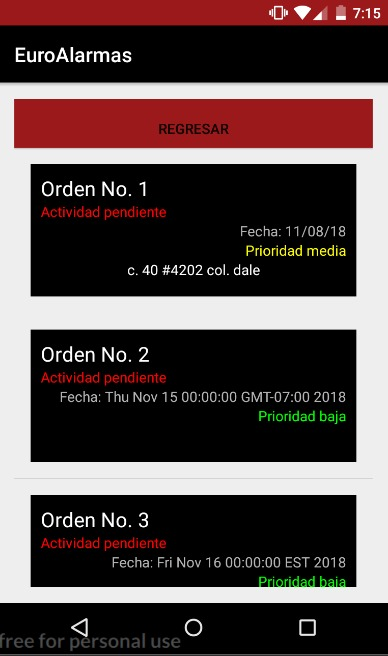 7:15
EuroAlarmas
REGRESAR
Orden No. 1
Actividad pendiente
Fecha: 11/08/18
Prioridad media
c. 40 #4202 col. dale
Orden No. 2
Actividad pendiente
Fecha: Thu Nov 15 00:00:00 GMT-07:00 2018
Prioridad baja
Orden No. 3
Actividad pendiente
Fecha: Fri Nov 16 00:00:00 EST 2018
Prioridad baja
free for personal use